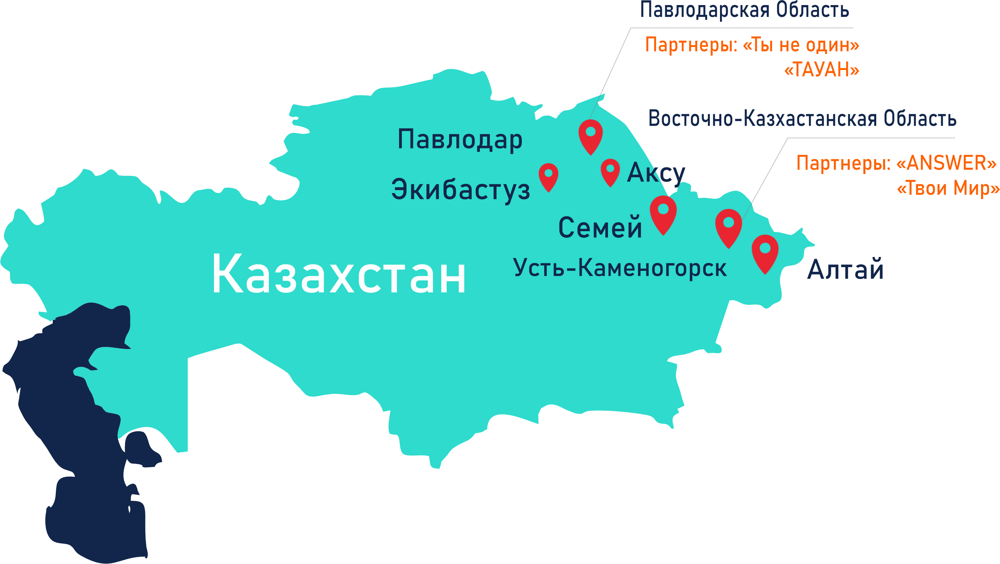 Павлодарская Область
Партнеры: «Ты не один»
«ТАУАН»
Восточно-Казхастанская Область
Партнеры: «ANSWER»
«Твои Мир»
Павлодар
Аксу
Экибастуз
Семей
Усть-Каменогорск
Алтай
Казахстан